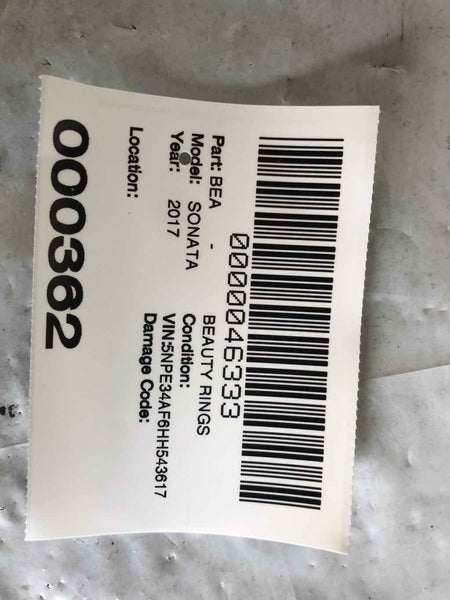 0000046333
Part: BEA - BEAUTY RINGS
Model: SONATA Condition:
Year: 2017 VIN:5NPE34AF6HH543617
Damage Code:
Location:
000362